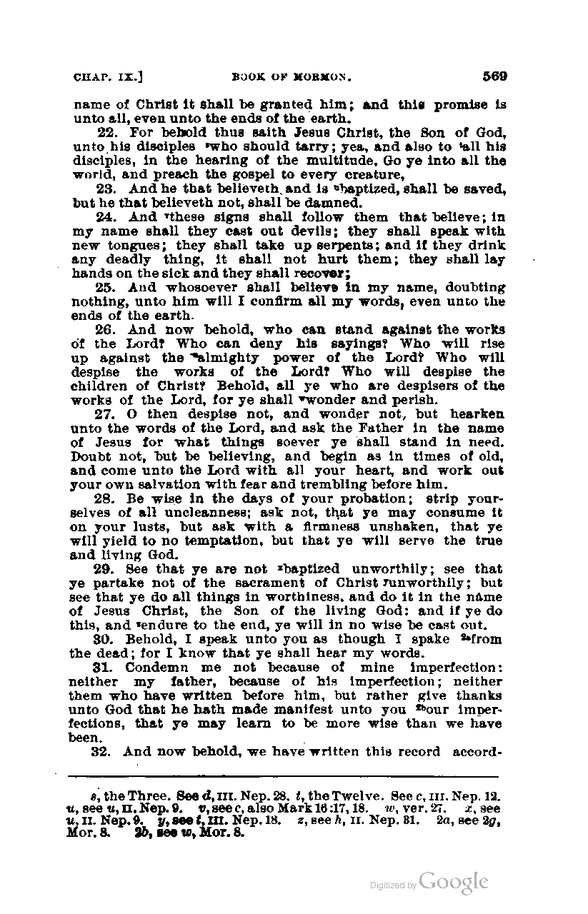 CHAP. IX.] BOOK OF MORMON. 569
name of Christ it shall be granted him; and this promise is
unto all, even unto the ends of the earth.
22. For behold thus saith Jesus Christ, the Son of God,
unto his disciples ˢwho should tarry; yea, and also to ᵗall his
disciples, in the hearing of the multitude, Go ye into all the
world, and preach the gospel to every creature,
23. And he that believeth and is ᵘbaptized, shall be saved,
but he that believeth not, shall be damned.
24. And ᵛthese signs shall follow them that believe; in
my name shall they cast out devils; they shall speak with
new tongues; they shall take up serpents; and if they drink
any deadly thing, it shall not hurt them; they shall lay
hands on the sick and they shall recover;
25. And whosoever shall believe in my name, doubting
nothing, unto him will I confirm all my words, even unto the
ends of the earth.
26. And now behold, who can stand against the works
of the Lord? Who can deny his sayings? Who will rise
up against the almighty power of the Lord? Who will
despise the works of the Lord? Who will despise the
children of Christ? Behold, all ye who are despisers of the
works of the Lord, for ye shall ʷwonder and perish.
27. O then despise not, and wonder not, but hearken
unto the words of the Lord, and ask the Father in the name
of Jesus for what things soever ye shall stand in need.
Doubt not, but be believing, and begin as in times of old,
and come unto the Lord with all your heart, and work out
your own salvation with fear and trembling before him.
28. Be wise in the days of your probation; strip your-
selves of all uncleanness; ask not, that ye may consume it
on your lusts, but ask with a firmness unshaken, that ye
will yield to no temptation, but that ye will serve the true
and living God.
29. See that ye are not ˣbaptized unworthily; see that
ye partake not of the sacrament of Christ ʸunworthily; but
see that ye do all things in worthiness, and do it in the name
of Jesus Christ, the Son of the living God: and if ye do
this, and ᶻendure to the end, ye will in no wise be cast out.
30. Behold, I speak unto you as though I spake ²ᵃfrom
the dead; for I know that ye shall hear my words.
31. Condemn me not because of mine imperfection:
neither my father, because of his imperfection; neither
them who have written before him, but rather give thanks
unto God that he hath made manifest unto you ²ᵇour imper-
fections, that ye may learn to be more wise than we have
been.
32. And now behold, we have written this record accord-
s, the Three. See d, III. Nep. 28. t, the Twelve. See c, III. Nep. 12.
u, see u, II. Nep. 9. v, see c, also Mark 16:17, 18. w, ver. 27. x, see
u, II. Nep. 9. y, see t, III. Nep. 18. z, see h, II. Nep. 31. 2a, see 2g,
Mor. 8. 2b, see w, Mor. 8.
Digitized by Google